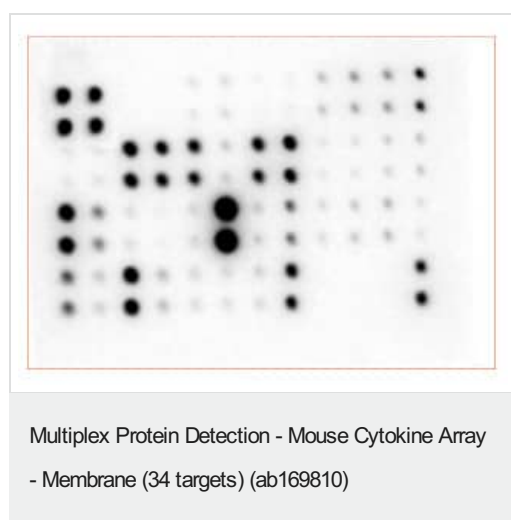 Multiplex Protein Detection - Mouse Cytokine Array
- Membrane (34 targets) (ab169810)